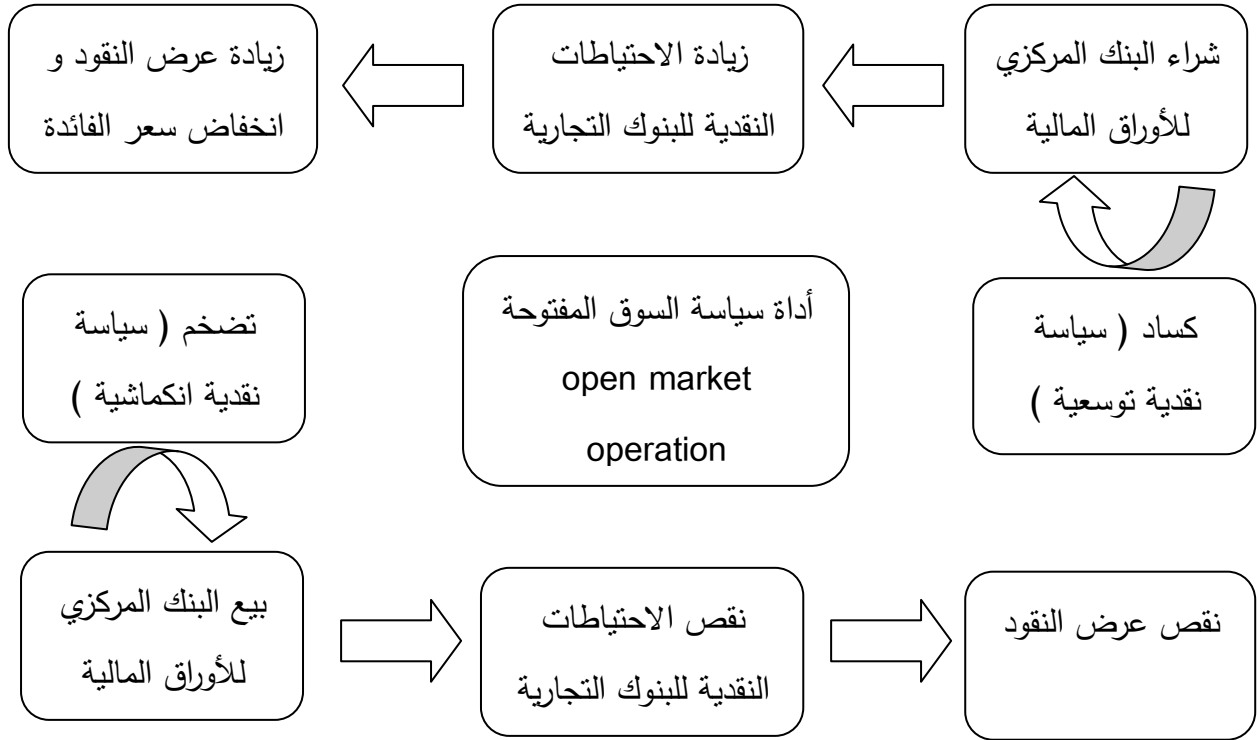 شراء البنك المركزي
للأوراق المالية
زيادة الاحتياطات
النقدية للبنوك التجارية
زيادة عرض النقود و
انخفاض سعر الفائدة
كساد ( سياسة
نقدية توسعية )
أداة سياسة السوق المفتوحة
open market
operation
تضخم ( سياسة
نقدية انكماشية )
بيع البنك المركزي
للأوراق المالية
نقص الاحتياطات
النقدية للبنوك التجارية
نقص عرض النقود